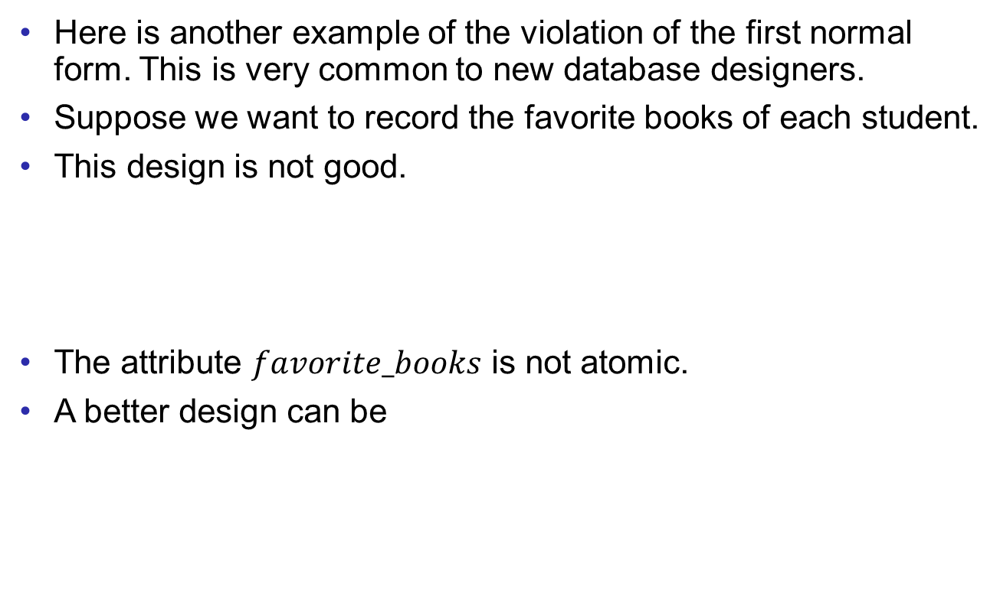 • Here is another example of the violation of the first normal
form. This is very common to new database designers.
• Suppose we want to record the favorite books of each student.
• This design is not good.
• The attribute favorite_books is not atomic.
• A better design can be